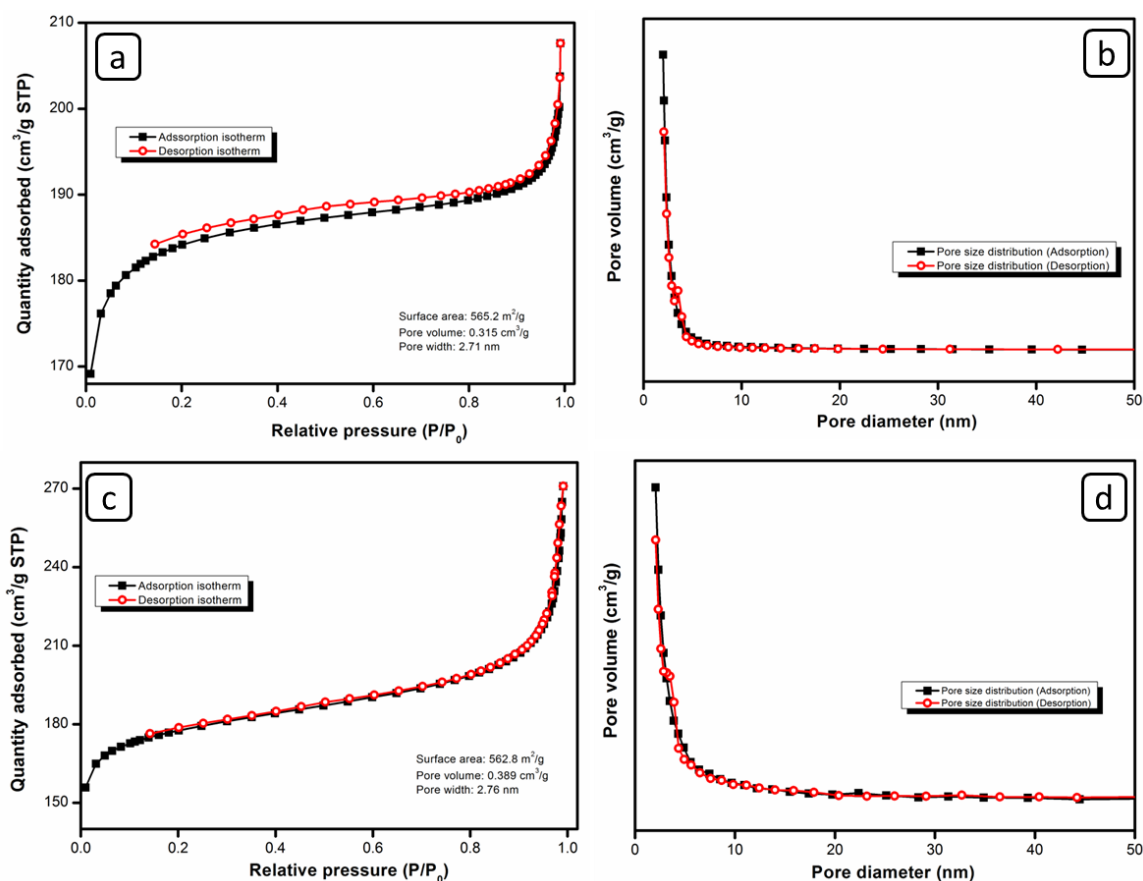 a
Quantity adsorbed (cm³/g STP)
210
200
190
180
170
Adssorption isotherm
Desorption isotherm
Surface area: 565.2 m²/g
Pore volume: 0.315 cm³/g
Pore width: 2.71 nm
0.0 0.2 0.4 0.6 0.8 1.0
Relative pressure (P/P₀)
b
Pore volume (cm³/g)
Pore size distribution (Adsorption)
Pore size distribution (Desorption)
0 10 20 30 40 50
Pore diameter (nm)
c
Quantity adsorbed (cm³/g STP)
270
240
210
180
150
Adsorption isotherm
Desorption isotherm
Surface area: 562.8 m²/g
Pore volume: 0.389 cm³/g
Pore width: 2.76 nm
0.0 0.2 0.4 0.6 0.8 1.0
Relative pressure (P/P₀)
d
Pore volume (cm³/g)
Pore size distribution (Adsorption)
Pore size distribution (Desorption)
0 10 20 30 40 50
Pore diameter (nm)